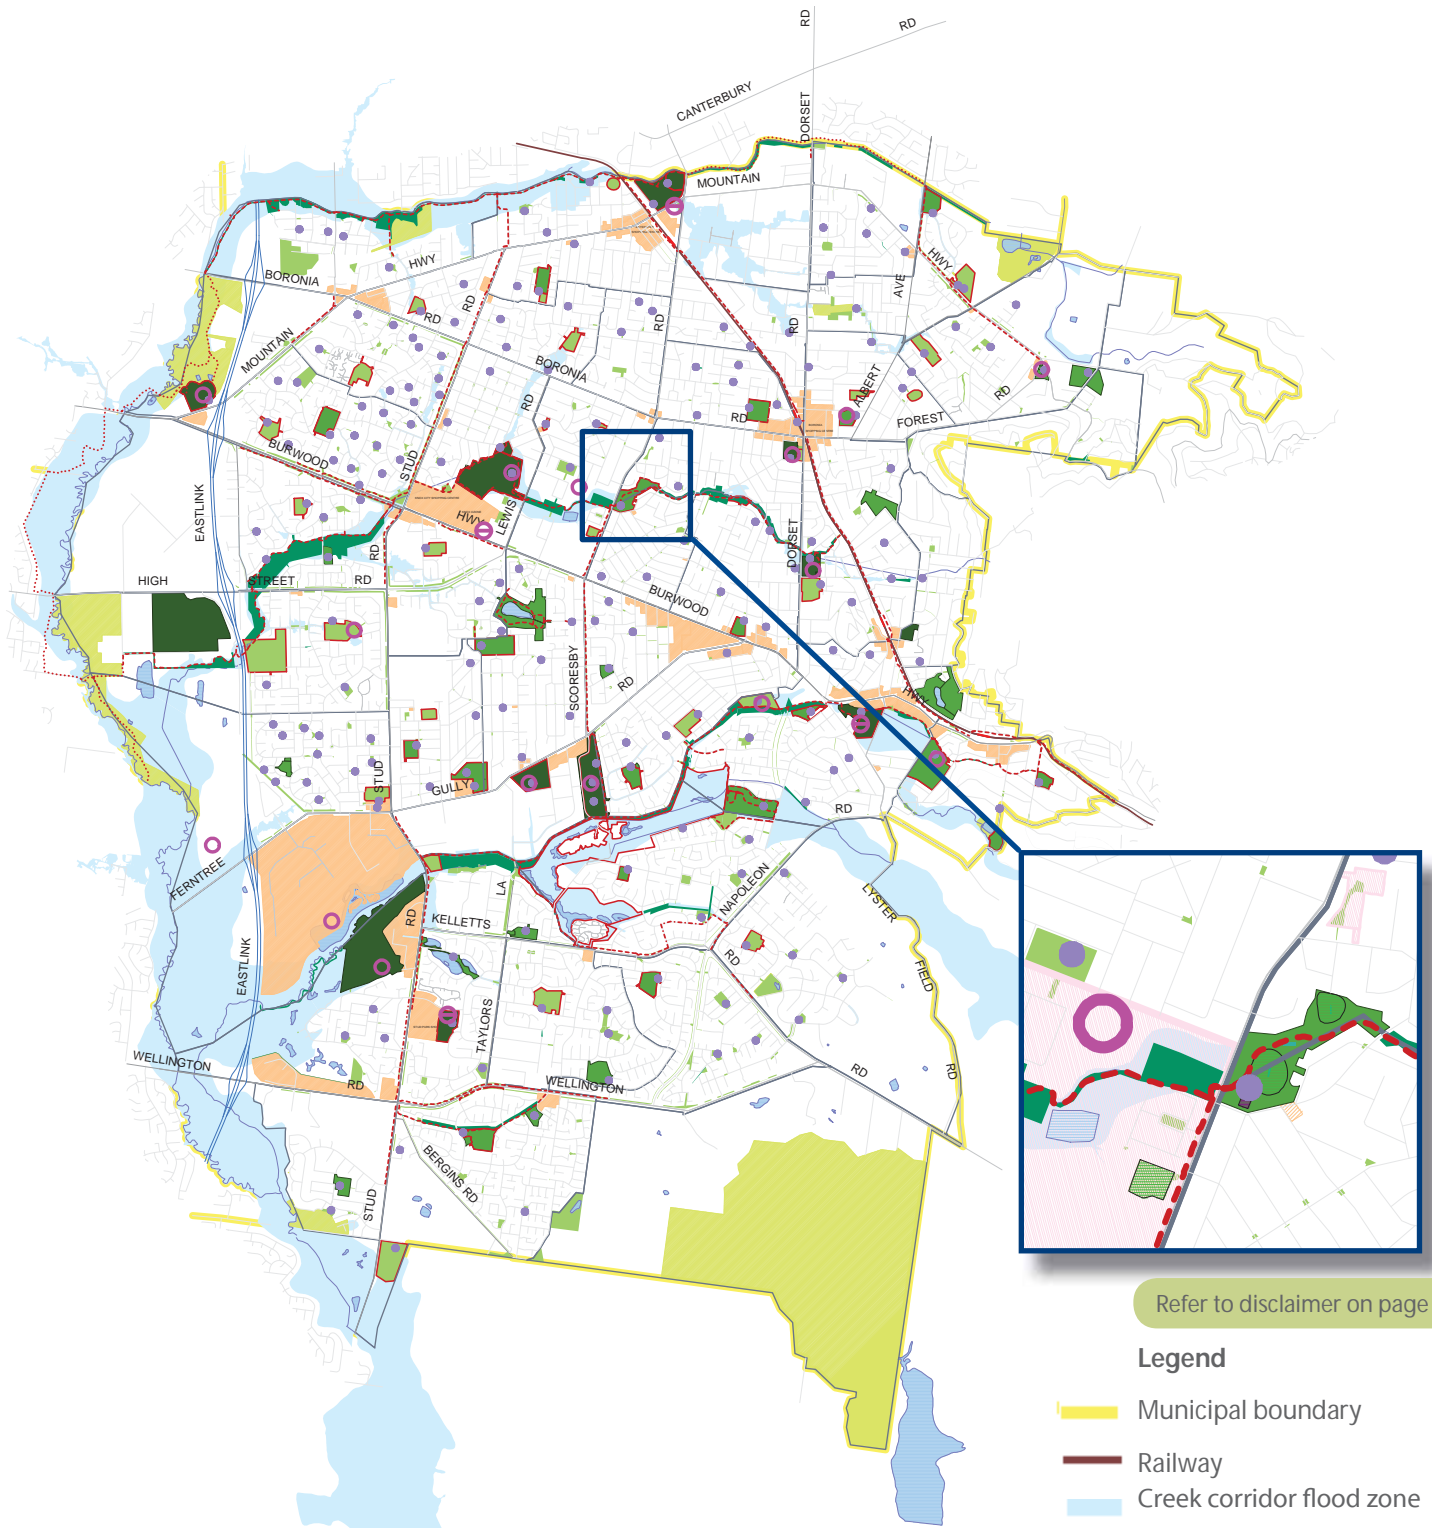 RD
RD
CANTERBURY
DORSET
MOUNTAIN
HWY
BORONIA
HWY
RD
RD
AVE
RD
RD
MOUNTAIN
BORONIA
RD
ALBERT
RD
RD
FOREST
BURWOOD
STUD
EASTLINK
HWY
LEWIS
DORSET
RD
HIGH
STREET
RD
BURWOOD
SCORESBY
RD
HWY
STUD
GULLY
RD
FERNTREE
LA
NAPOLEON
LYSTER
KELLETTS
RD
RD
FIELD
EASTLINK
TAYLORS
WELLINGTON
RD
WELLINGTON
RD
RD
BERGINS RD
STUD
Refer to disclaimer on page
Legend
Municipal boundary
Railway
Creek corridor flood zone